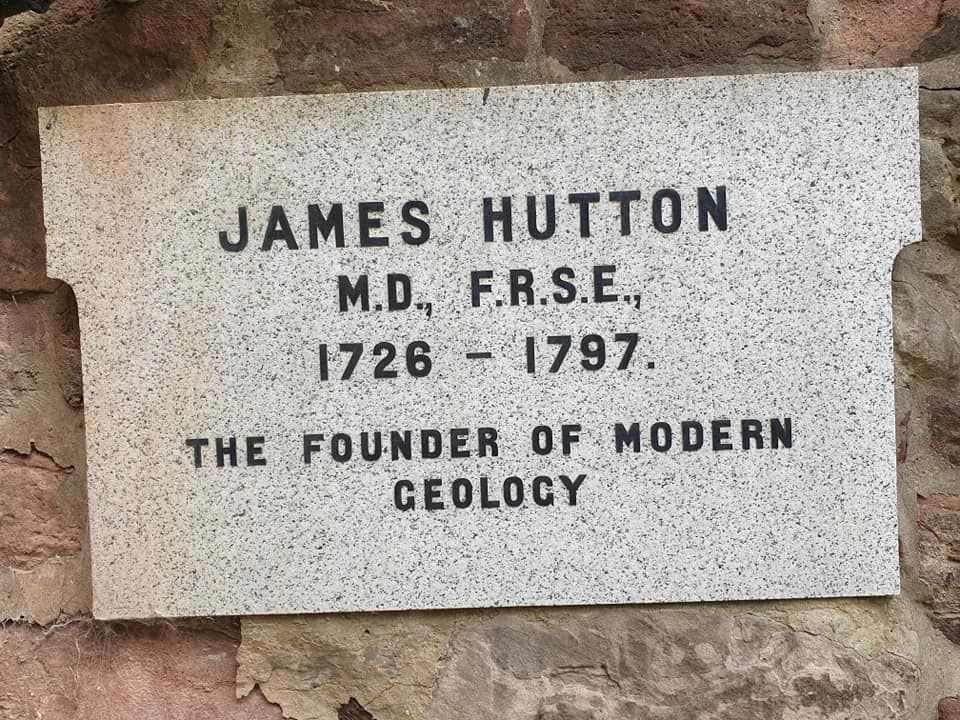 JAMES HUTTON
M.D., F.R.S.E.,
1726 - 1797.
THE FOUNDER OF MODERN
GEOLOGY